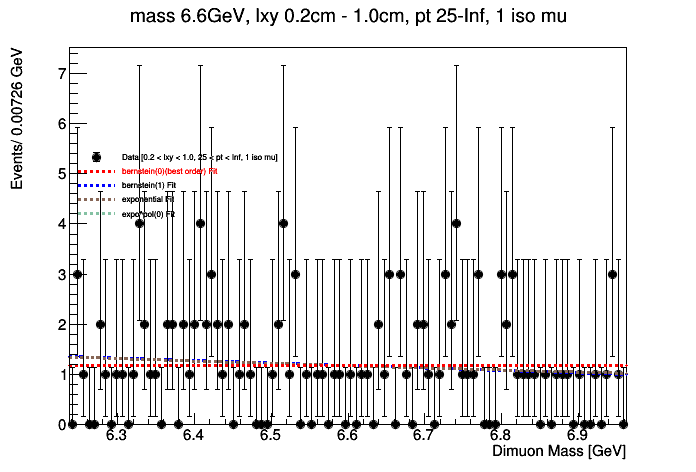 mass 6.6GeV, lxy 0.2cm - 1.0cm, pt 25-Inf, 1 iso mu
Events/ 0.00726 GeV
7
6
5
4
3
2
1
0
Data [0.2 < lxy < 1.0, 25 < pt < Inf, 1 iso mu]
bernstein(0)(best order) Fit
bernstein(1) Fit
exponential Fit
expo*pol(0) Fit
6.3 6.4 6.5 6.6 6.7 6.8 6.9
Dimuon Mass [GeV]